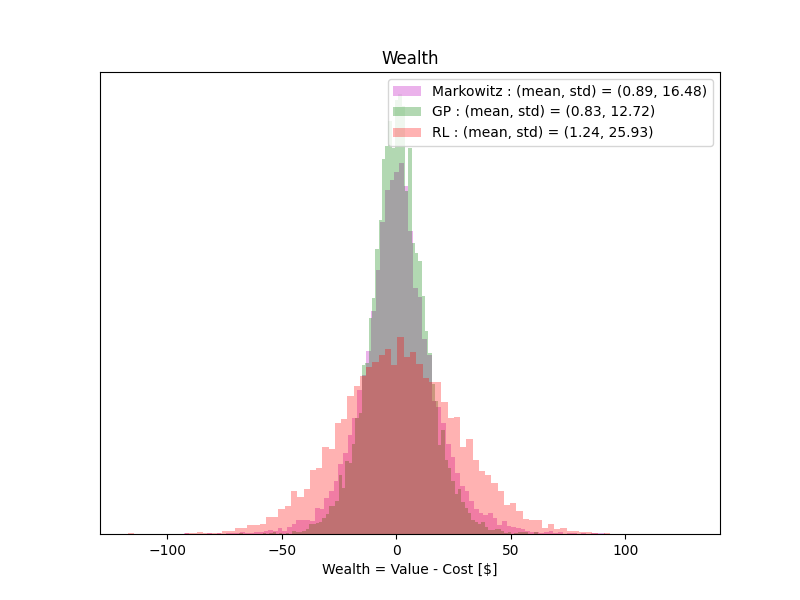 Wealth
Markowitz : (mean, std) = (0.89, 16.48)
GP : (mean, std) = (0.83, 12.72)
RL : (mean, std) = (1.24, 25.93)
−100 −50 0 50 100
Wealth = Value - Cost [$]